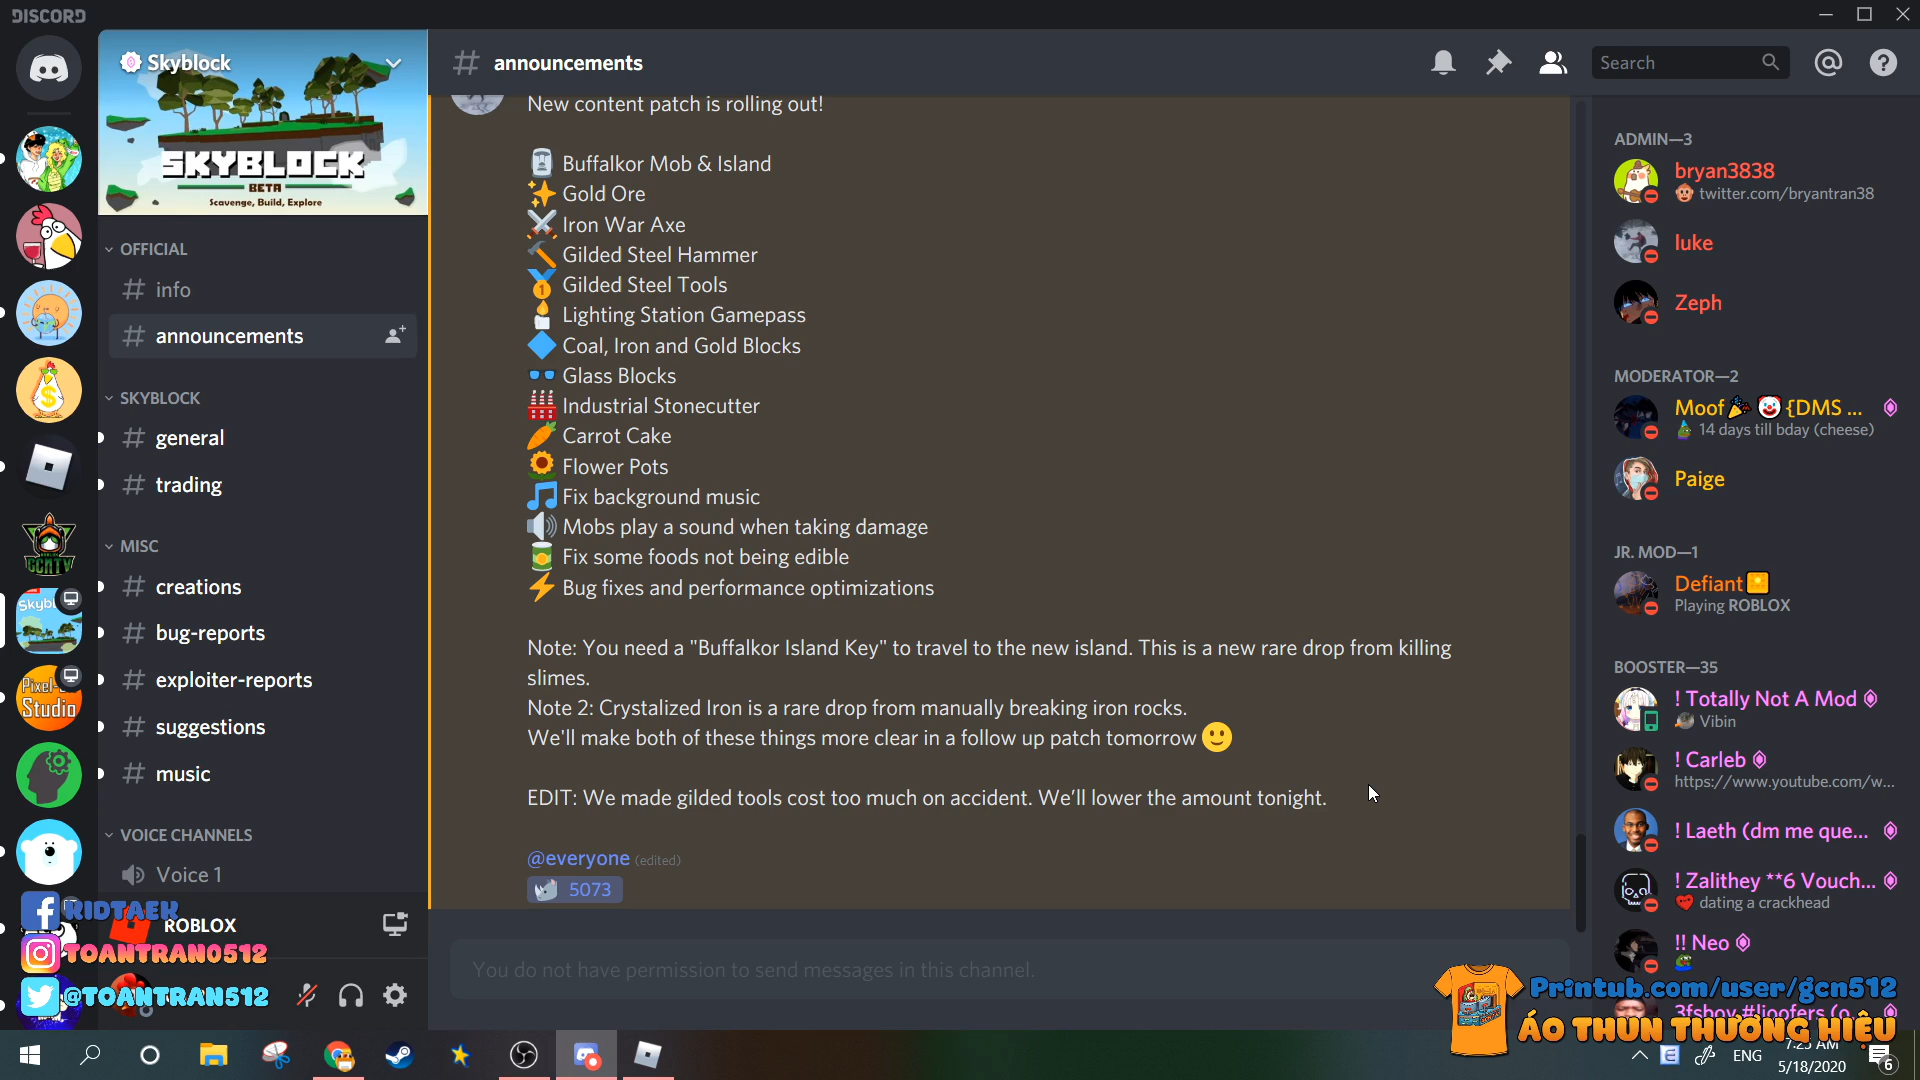 DISCORD
Skyblock
SKYBLOCK
BETA
Scavenge, Build, Explore
OFFICIAL
info
announcements
SKYBLOCK
general
trading
MISC
creations
bug-reports
exploiter-reports
suggestions
music
VOICE CHANNELS
Voice 1
ROBLOX
KIDTAEK
TOANTRAN0512
@TOANTRAN512
GCNTV
Studio
announcements
Search
New content patch is rolling out!
Buffalkor Mob & Island
Gold Ore
Iron War Axe
Gilded Steel Hammer
Gilded Steel Tools
Lighting Station Gamepass
Coal, Iron and Gold Blocks
Glass Blocks
Industrial Stonecutter
Carrot Cake
Flower Pots
Fix background music
Mobs play a sound when taking damage
Fix some foods not being edible
Bug fixes and performance optimizations
Note: You need a "Buffalkor Island Key" to travel to the new island. This is a new rare drop from killing
slimes.
Note 2: Crystalized Iron is a rare drop from manually breaking iron rocks.
We'll make both of these things more clear in a follow up patch tomorrow
EDIT: We made gilded tools cost too much on accident. We'll lower the amount tonight.
@everyone (edited)
5073
You do not have permission to send messages in this channel.
ADMIN—3
bryan3838
twitter.com/bryantran38
luke
Zeph
MODERATOR—2
Moof {DMS ...
14 days till bday (cheese)
Paige
JR. MOD—1
Defiant
Playing ROBLOX
BOOSTER—35
! Totally Not A Mod
Vibin
! Carleb
https://www.youtube.com/w...
! Laeth (dm me que...
! Zalithey **6 Vouch...
dating a crackhead
!! Neo
Printub.com/user/gcn512
ÁO THUN THƯƠNG HIỆU
ENG
7:25 AM
5/18/2020
6